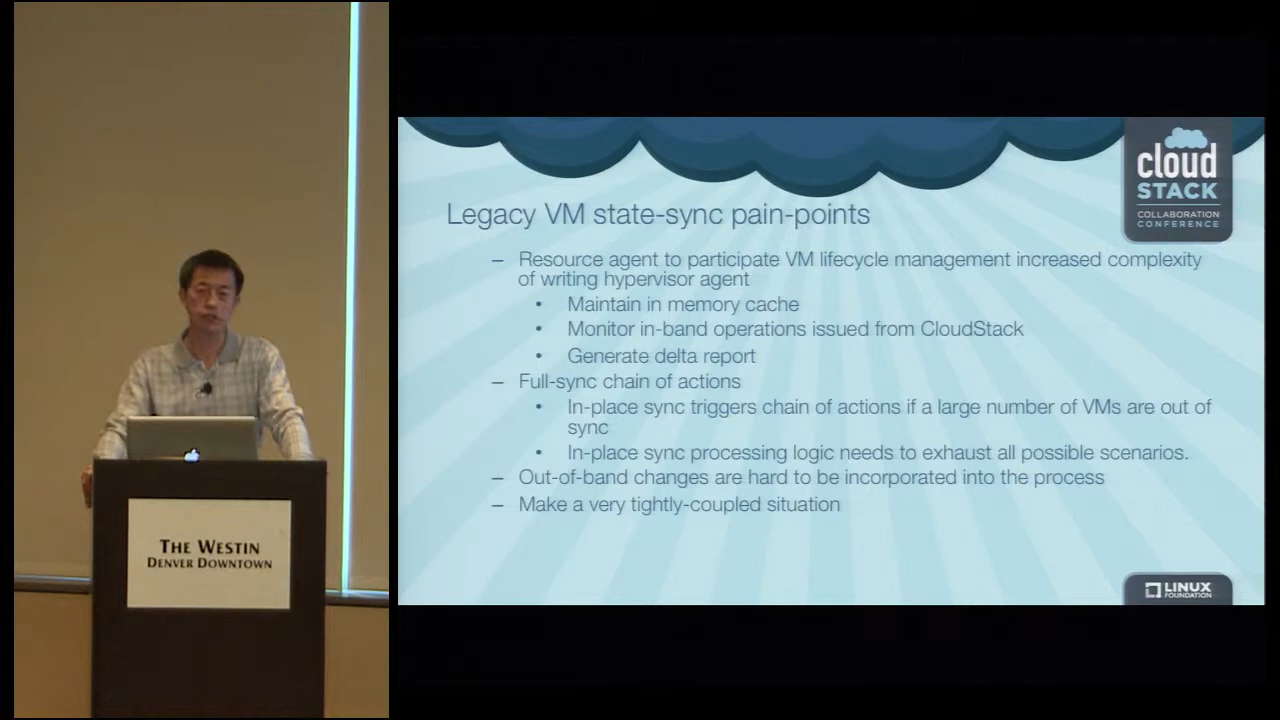 cloud
STACK
COLLABORATION
CONFERENCE
Legacy VM state-sync pain-points
– Resource agent to participate VM lifecycle management increased complexity
of writing hypervisor agent
• Maintain in memory cache
• Monitor in-band operations issued from CloudStack
• Generate delta report
– Full-sync chain of actions
• In-place sync triggers chain of actions if a large number of VMs are out of
sync
• In-place sync processing logic needs to exhaust all possible scenarios.
– Out-of-band changes are hard to be incorporated into the process
– Make a very tightly-coupled situation
THE WESTIN
DENVER DOWNTOWN
LINUX
FOUNDATION